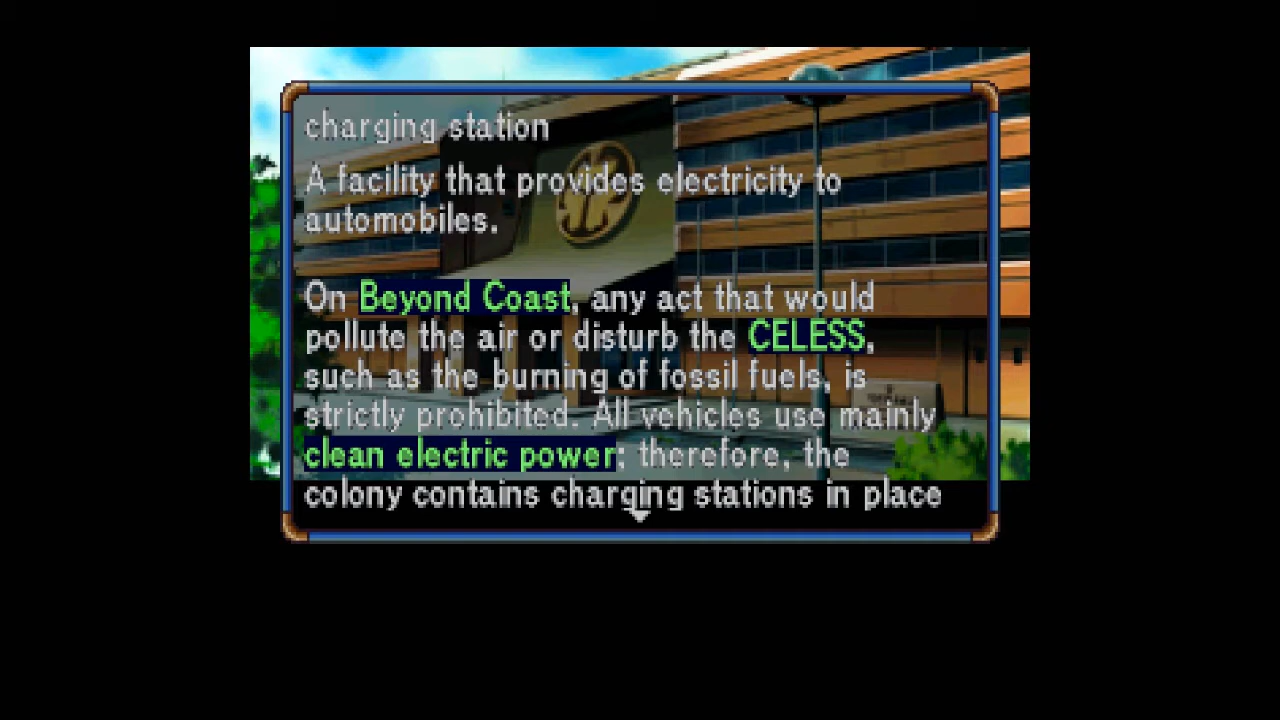 charging station
A facility that provides electricity to
automobiles.
On Beyond Coast, any act that would
pollute the air or disturb the CELESS,
such as the burning of fossil fuels, is
strictly prohibited. All vehicles use mainly
clean electric power; therefore, the
colony contains charging stations in place